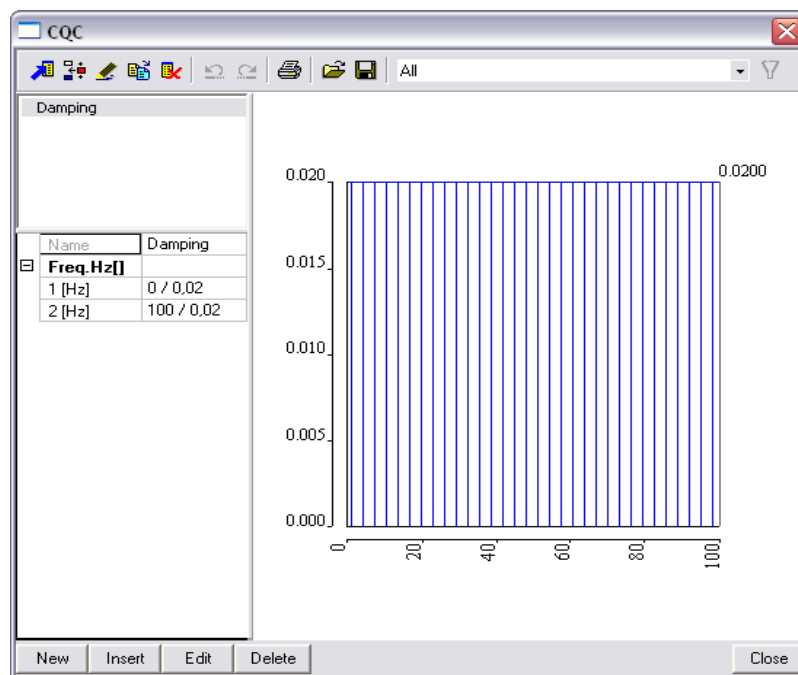 CQC
All
Damping
Name Damping
Freq.Hz[]
1 [Hz] 0 / 0,02
2 [Hz] 100 / 0,02
0.020
0.0200
0.015
0.010
0.005
0.000
0 20 40 60 80 100
New Insert Edit Delete Close